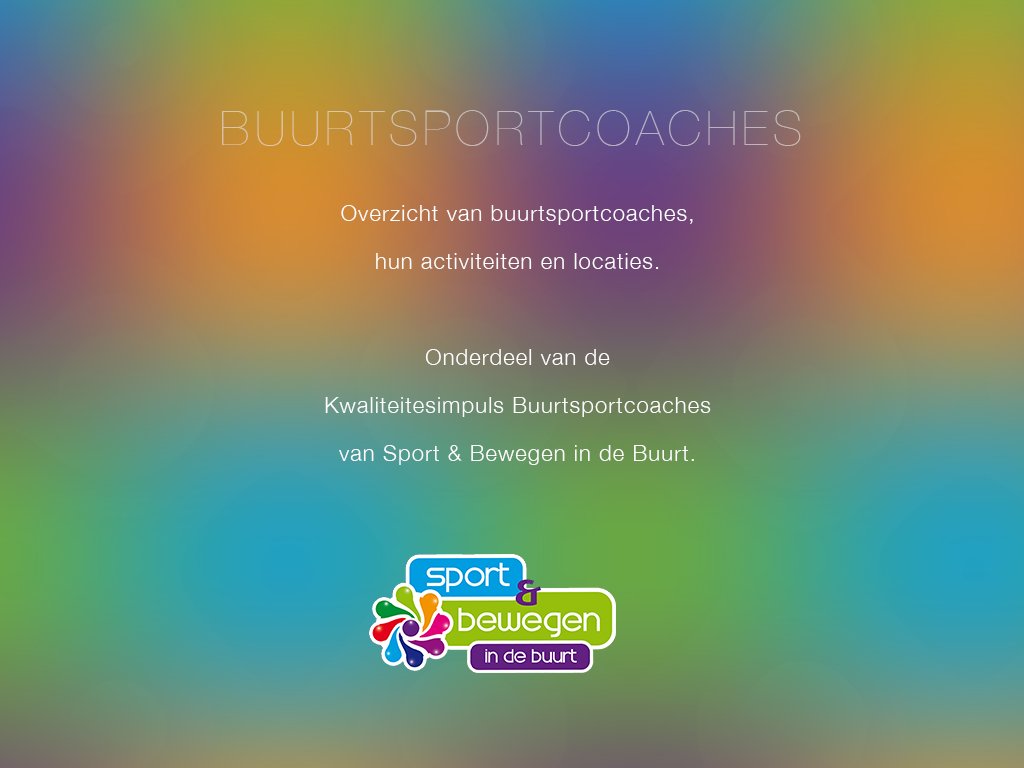 BUURTSPORTCOACHES
Overzicht van buurtsportcoaches,
hun activiteiten en locaties.
Onderdeel van de
Kwaliteitesimpuls Buurtsportcoaches
van Sport & Bewegen in de Buurt.
sport
&
bewegen
in de buurt